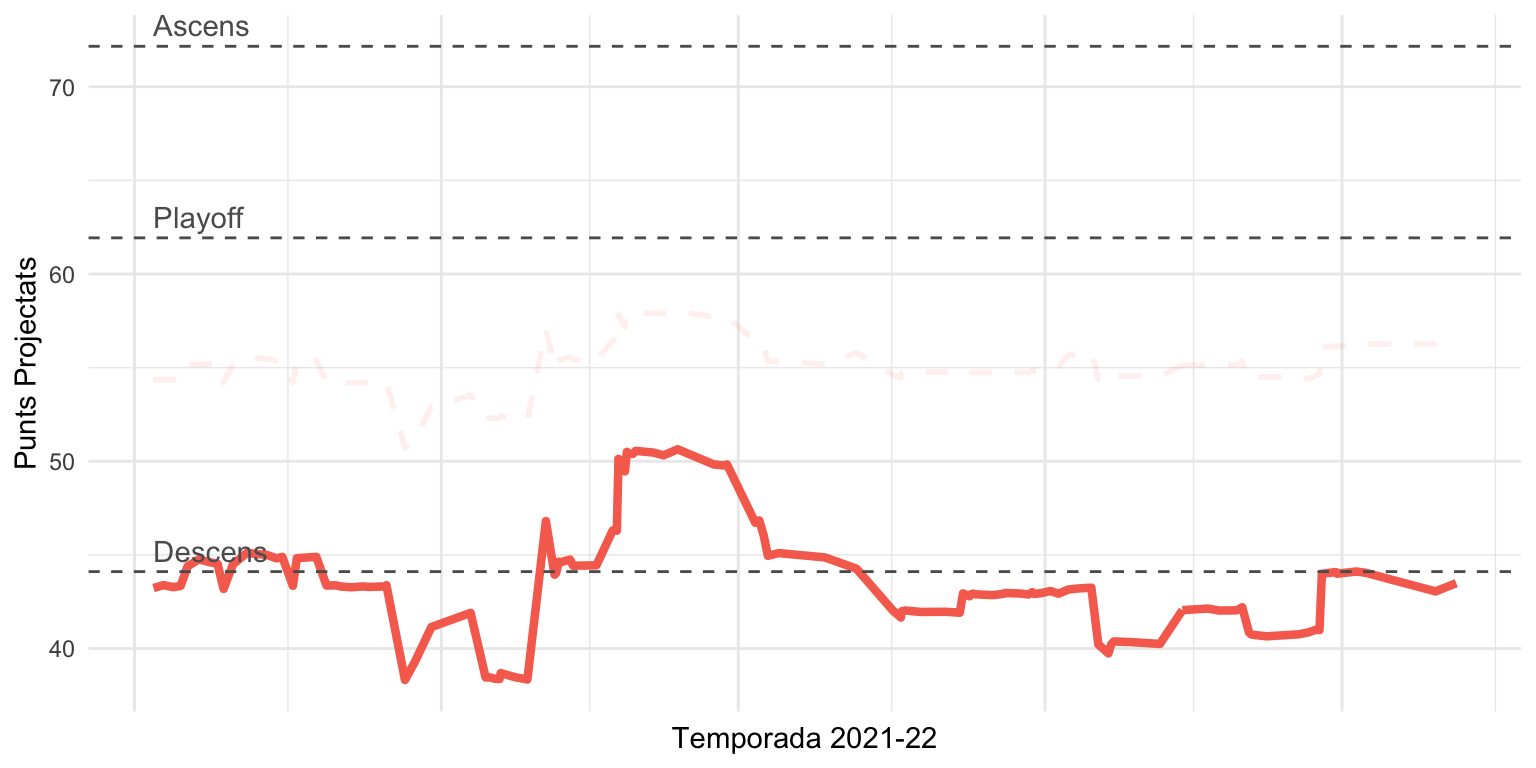 Ascens
70
Playoff
60
50
Descens
40
Punts Projectats
Temporada 2021-22